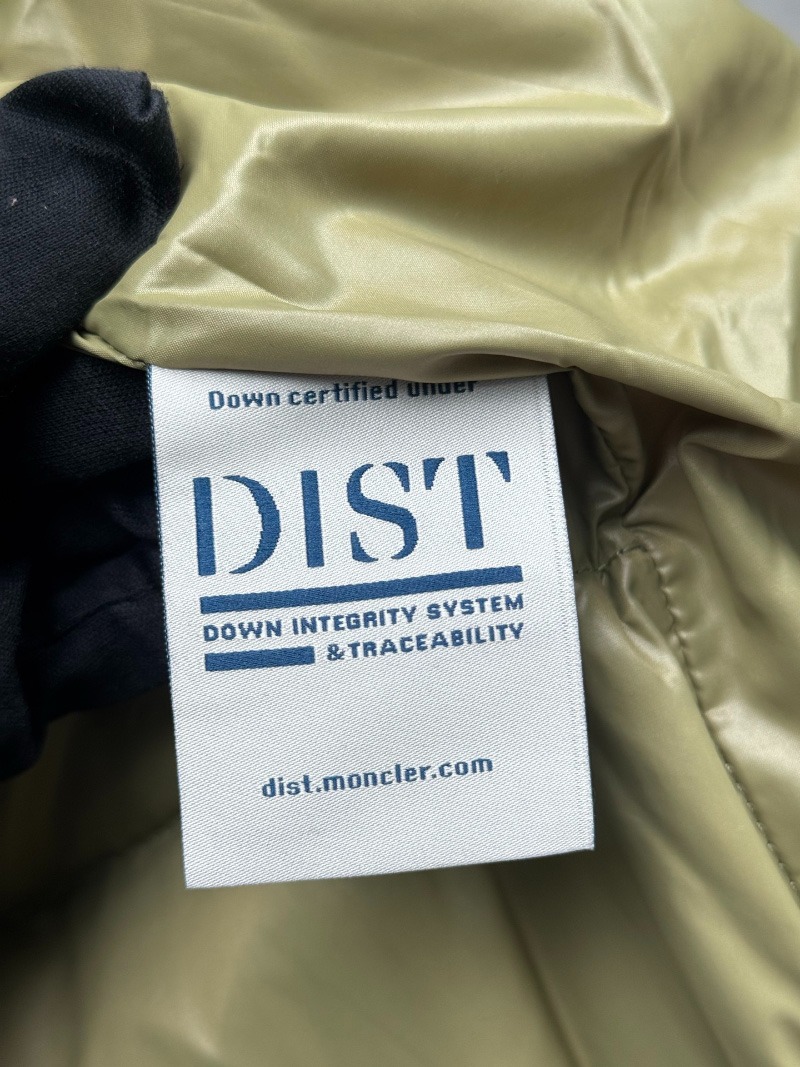 Down certified under
DIST
DOWN INTEGRITY SYSTEM
&TRACEABILITY
dist.moncler.com